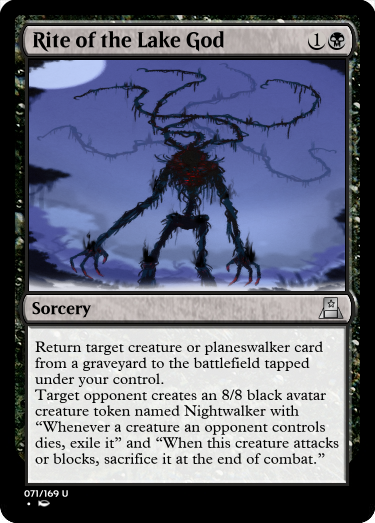 Rite of the Lake God
1
Sorcery
Return target creature or planeswalker card
from a graveyard to the battlefield tapped
under your control.
Target opponent creates an 8/8 black avatar
creature token named Nightwalker with
“Whenever a creature an opponent controls
dies, exile it” and “When this creature attacks
or blocks, sacrifice it at the end of combat.”
071/169 U
•